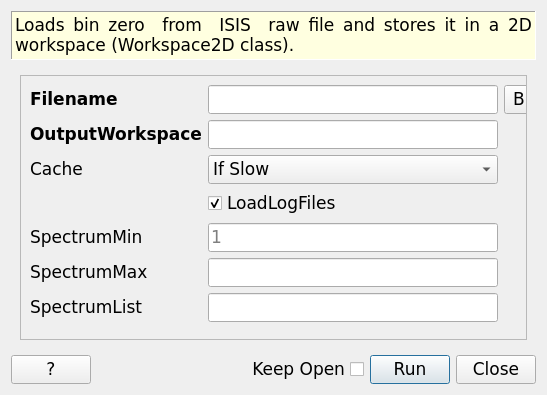 Loads bin zero from ISIS raw file and stores it in a 2D
workspace (Workspace2D class).
Filename B
OutputWorkspace
Cache If Slow
LoadLogFiles
SpectrumMin 1
SpectrumMax
SpectrumList
? Keep Open Run Close